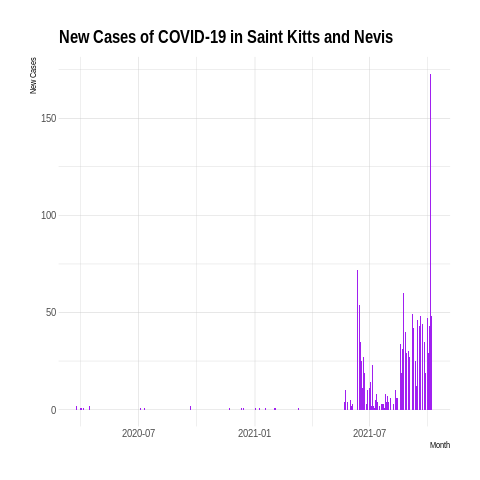 New Cases of COVID-19 in Saint Kitts and Nevis
New Cases
150
100
50
0
2020-07
2021-01
2021-07
Month